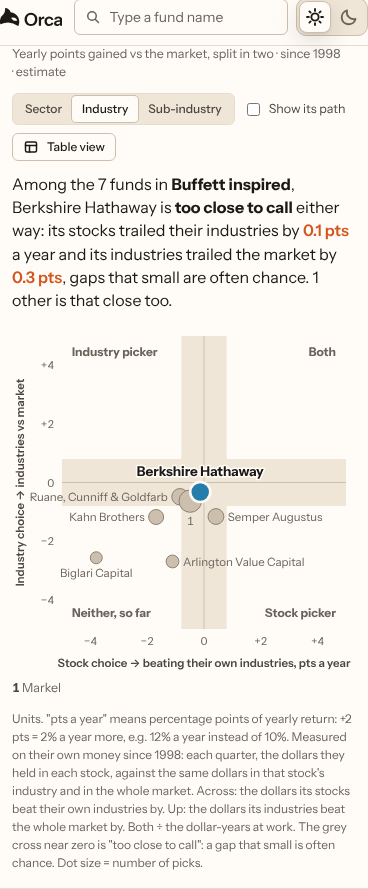 Orca
Type a fund name
Yearly points gained vs the market, split in two · since 1998
· estimate
Sector Industry Sub-industry Show its path
Table view
Among the 7 funds in Buffett inspired,
Berkshire Hathaway is too close to call either
way: its stocks trailed their industries by 0.1 pts
a year and its industries trailed the market by
0.3 pts, gaps that small are often chance. 1
other is that close too.
Industry picker Both
+4
+2
0
−2
−4
Industry choice → industries vs market
Berkshire Hathaway
Ruane, Cunniff & Goldfarb
1
Kahn Brothers Semper Augustus
Biglari Capital Arlington Value Capital
Neither, so far Stock picker
−4 −2 0 +2 +4
Stock choice → beating their own industries, pts a year
1 Market
Units. "pts a year" means percentage points of yearly return: +2
pts = 2% a year more, e.g. 12% a year instead of 10%. Measured
on their own money since 1998: each quarter, the dollars they
held in each stock, against the same dollars in that stock's
industry and in the whole market. Across: the dollars its stocks
beat their own industries by. Up: the dollars its industries beat
the whole market by. Both ÷ the dollar-years at work. The grey
cross near zero is "too close to call": a gap that small is often
chance. Dot size = number of picks.